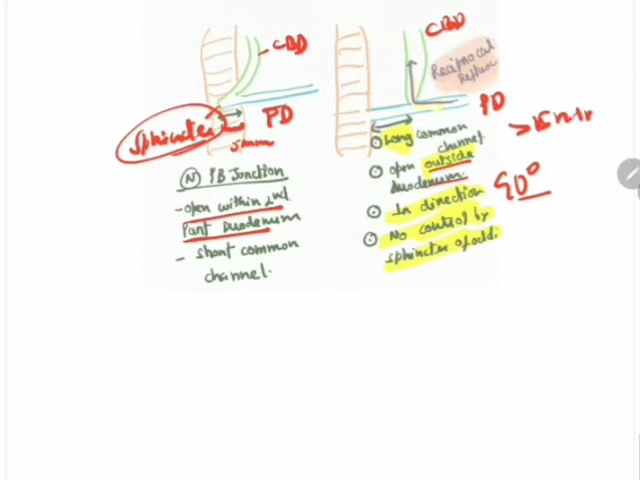 CBD
Sphincter
PD
5mm
(N) PB Junction
- open within 2nd
Part Duodenum
- short common
channel.
CBD
Reciprocal
Reflux
PD
>15 mm
Long common
channel.
open outside
Duodenum
In direction
90°
No control by
sphincter of oddi.